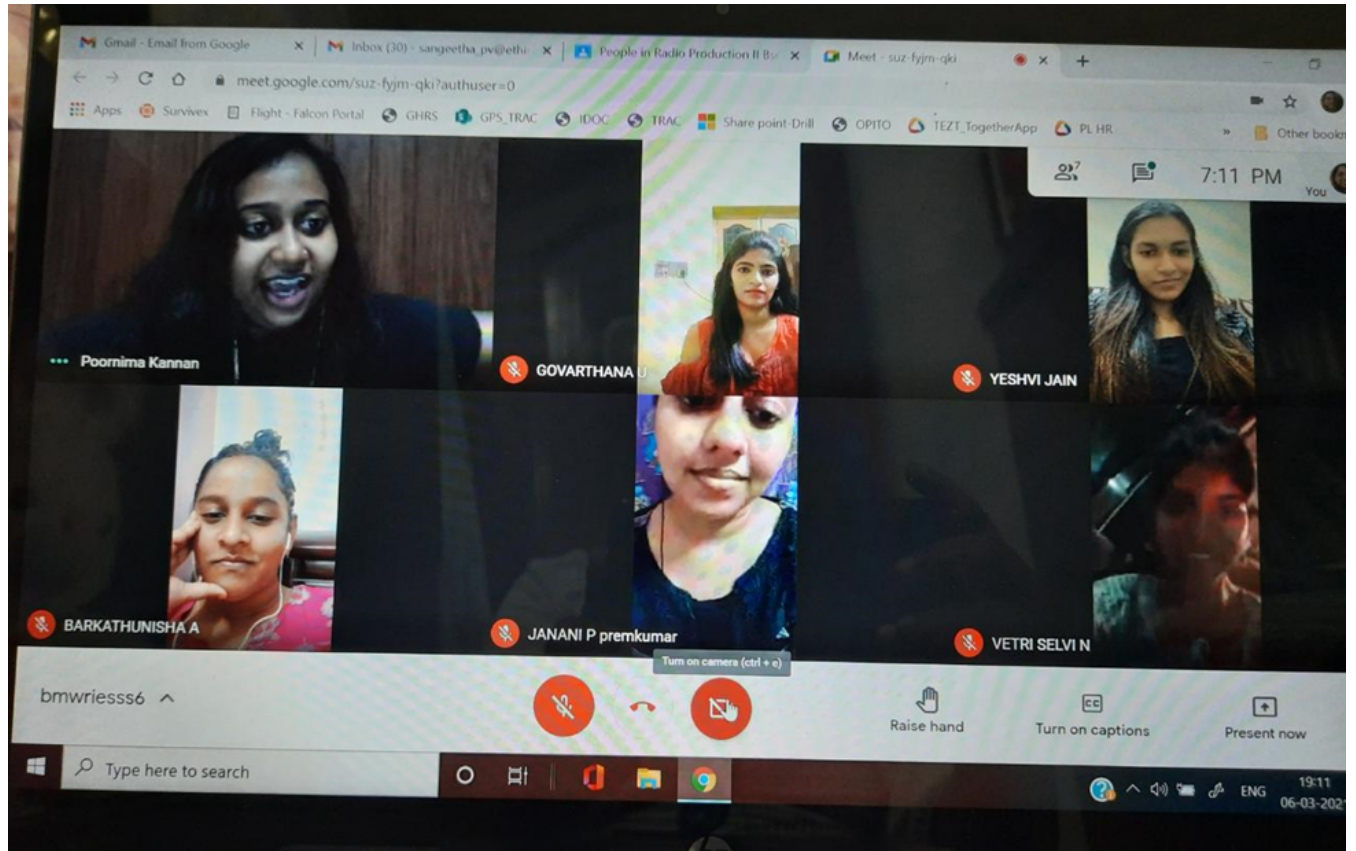 Gmail - Email from Google
Inbox (30) - sangeetha_pv@ethi
People in Radio Production II Bs
Meet - suz-fyjm-qki
meet.google.com/suz-fyjm-qki?authuser=0
Apps Survivex Flight - Falcon Portal GHRS GPS_TRAC IDOC TRAC Share point-Drill OPITO TEZT_TogetherApp PL HR » Other book
7 7:11 PM You
Poornima Kannan
GOVARTHANA U
YESHVI JAIN
BARKATHUNISHA A
JANANI P premkumar
VETRI SELVI N
Turn on camera (ctrl + e)
bmwriesss6
Raise hand
Turn on captions
Present now
Type here to search
ENG
19:11
06-03-202